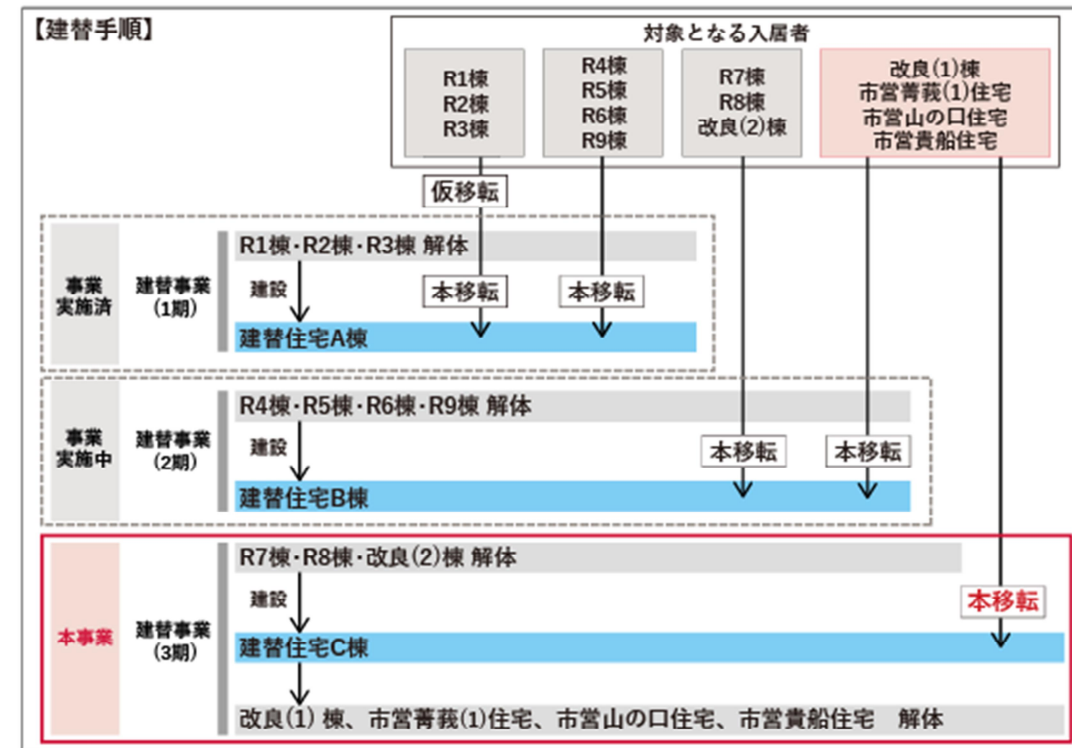 【建替手順】
対象となる入居者
R1棟
R2棟
R3棟
R4棟
R5棟
R6棟
R9棟
R7棟
R8棟
改良(2)棟
改良(1)棟
市営菁莪(1)住宅
市営山の口住宅
市営貴船住宅
仮移転
事業
実施済
建替事業
(1期)
R1棟・R2棟・R3棟 解体
建設
本移転
本移転
建替住宅A棟
事業
実施中
建替事業
(2期)
R4棟・R5棟・R6棟・R9棟 解体
建設
本移転
本移転
建替住宅B棟
本事業
建替事業
(3期)
R7棟・R8棟・改良(2)棟 解体
建設
本移転
建替住宅C棟
改良(1) 棟、市営菁莪(1)住宅、市営山の口住宅、市営貴船住宅　解体